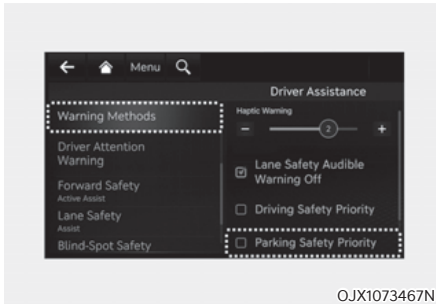 Menu
Driver Assistance
Warning Methods
Driver Attention
Warning
Forward Safety
Active Assist
Lane Safety
Assist
Blind-Spot Safety
Haptic Warning
− 2 +
Lane Safety Audible
Warning Off
Driving Safety Priority
Parking Safety Priority
OJX1073467N